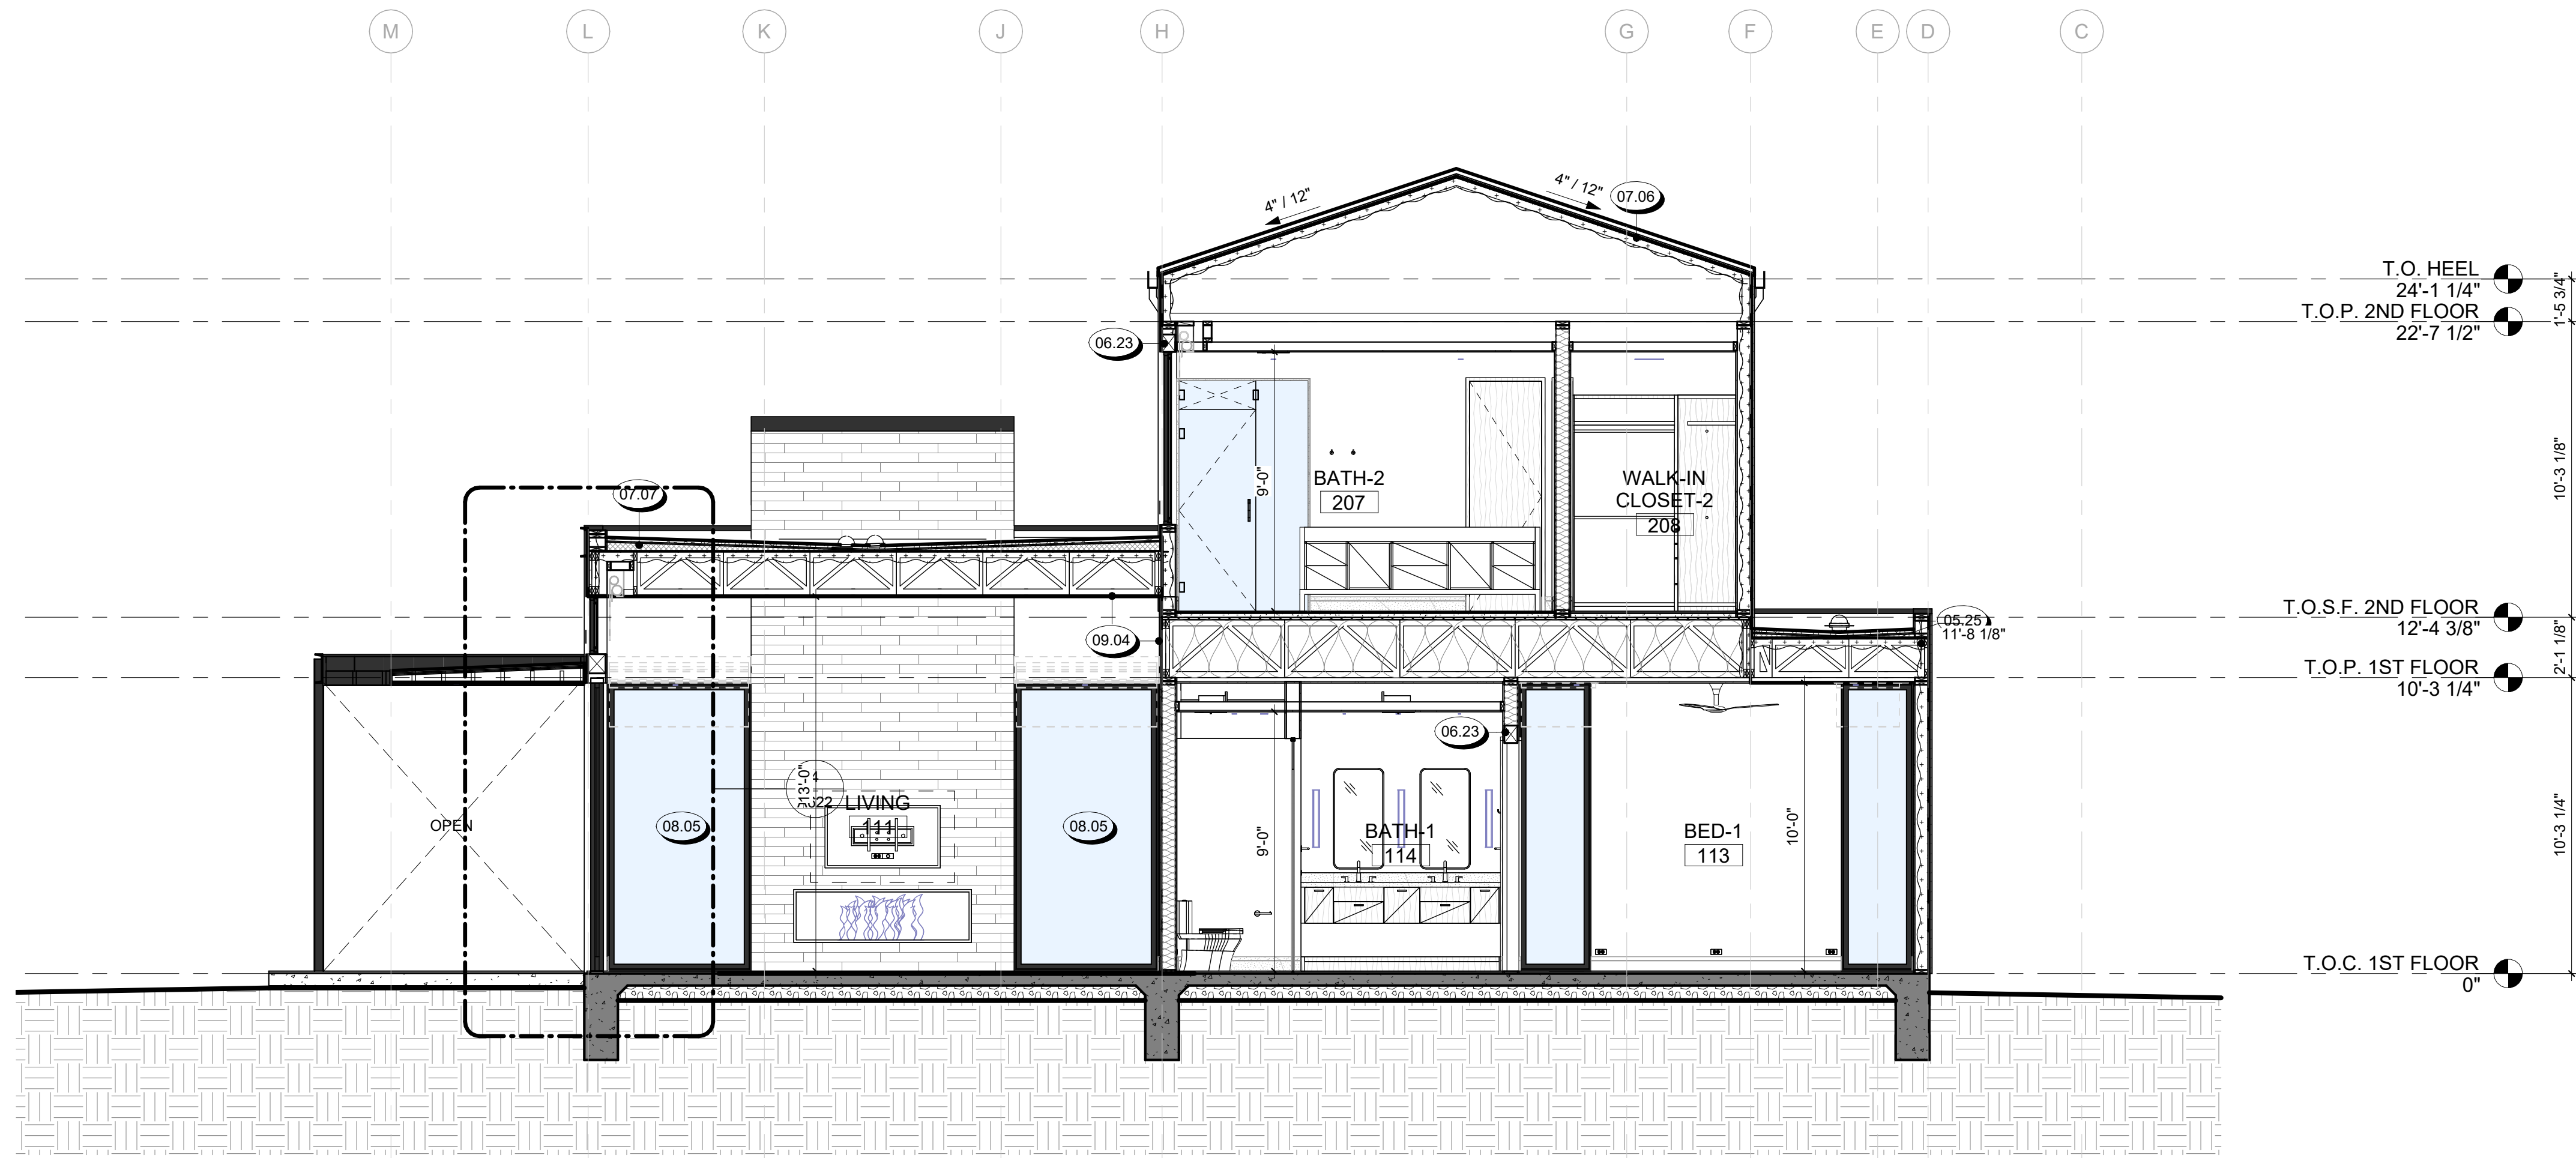 M
L
K
J
H
G
F
E
D
C
4" / 12"
4" / 12"
07.06
T.O. HEEL
24'-1 1/4"
1'-5 3/4"
T.O.P. 2ND FLOOR
22'-7 1/2"
06.23
10'-3 1/8"
9'-0"
BATH-2
207
WALK-IN
CLOSET-2
208
07.07
T.O.S.F. 2ND FLOOR
12'-4 3/8"
05.25
11'-8 1/8"
09.04
2'-1 1/8"
T.O.P. 1ST FLOOR
10'-3 1/4"
06.23
13'-0"
LIVING
111
OPEN
08.05
08.05
9'-0"
BATH-1
114
BED-1
113
10'-0"
10'-3 1/4"
T.O.C. 1ST FLOOR
0"